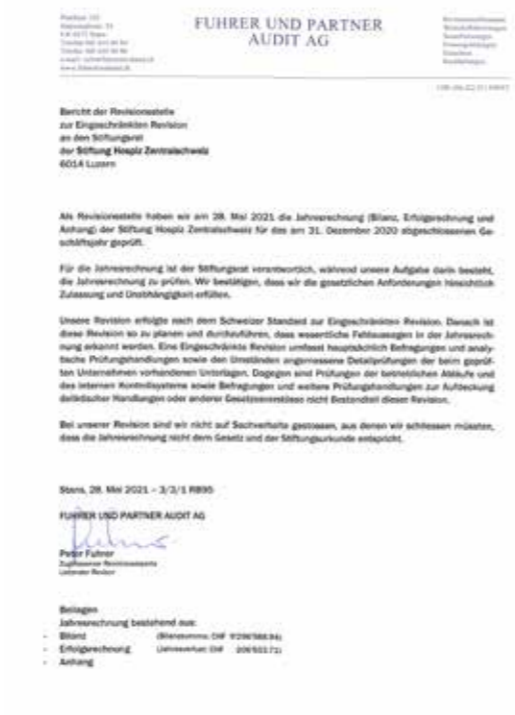 FUHRER UND PARTNER
AUDIT AG
Bericht der Revisionsstelle
zur Eingeschränkten Revision
an den Stiftungsrat
der Stiftung Hospiz Zentralschweiz
6014 Luzern
Als Revisionsstelle haben wir am 28. Mai 2021 die Jahresrechnung (Bilanz, Erfolgsrechnung und
Anhang) der Stiftung Hospiz Zentralschweiz für das am 31. Dezember 2020 abgeschlossenen Ge-
schäftsjahr geprüft.
Für die Jahresrechnung ist der Stiftungsrat verantwortlich, während unsere Aufgabe darin besteht,
die Jahresrechnung zu prüfen. Wir bestätigen, dass wir die gesetzlichen Anforderungen hinsichtlich
Zulassung und Unabhängigkeit erfüllen.
Unsere Revision erfolgte nach dem Schweizer Standard zur Eingeschränkten Revision. Danach ist
diese Revision so zu planen und durchzuführen, dass wesentliche Fehlaussagen in der Jahresrech-
nung erkannt werden. Eine Eingeschränkte Revision umfasst hauptsächlich Befragungen und analy-
tische Prüfungshandlungen sowie den Umständen angemessene Detailprüfungen der beim geprüf-
ten Unternehmen vorhandenen Unterlagen. Dagegen sind Prüfungen der betrieblichen Abläufe und
des internen Kontrollsystems sowie Befragungen und weitere Prüfungshandlungen zur Aufdeckung
deliktischer Handlungen oder anderer Gesetzesverstösse nicht Bestandteil dieser Revision.
Bei unserer Revision sind wir nicht auf Sachverhalte gestossen, aus denen wir schliessen müssten,
dass die Jahresrechnung nicht dem Gesetz und der Stiftungsurkunde entspricht.
Stans, 28. Mai 2021 – 3/3/1 R895
FUHRER UND PARTNER AUDIT AG
Peter Fuhrer
Zugelassener Revisionsexperte
Leitender Revisor
Beilagen
Jahresrechnung bestehend aus:
- Bilanz (Bilanzsumme: CHF
- Erfolgsrechnung (Jahresverlust: CHF
- Anhang